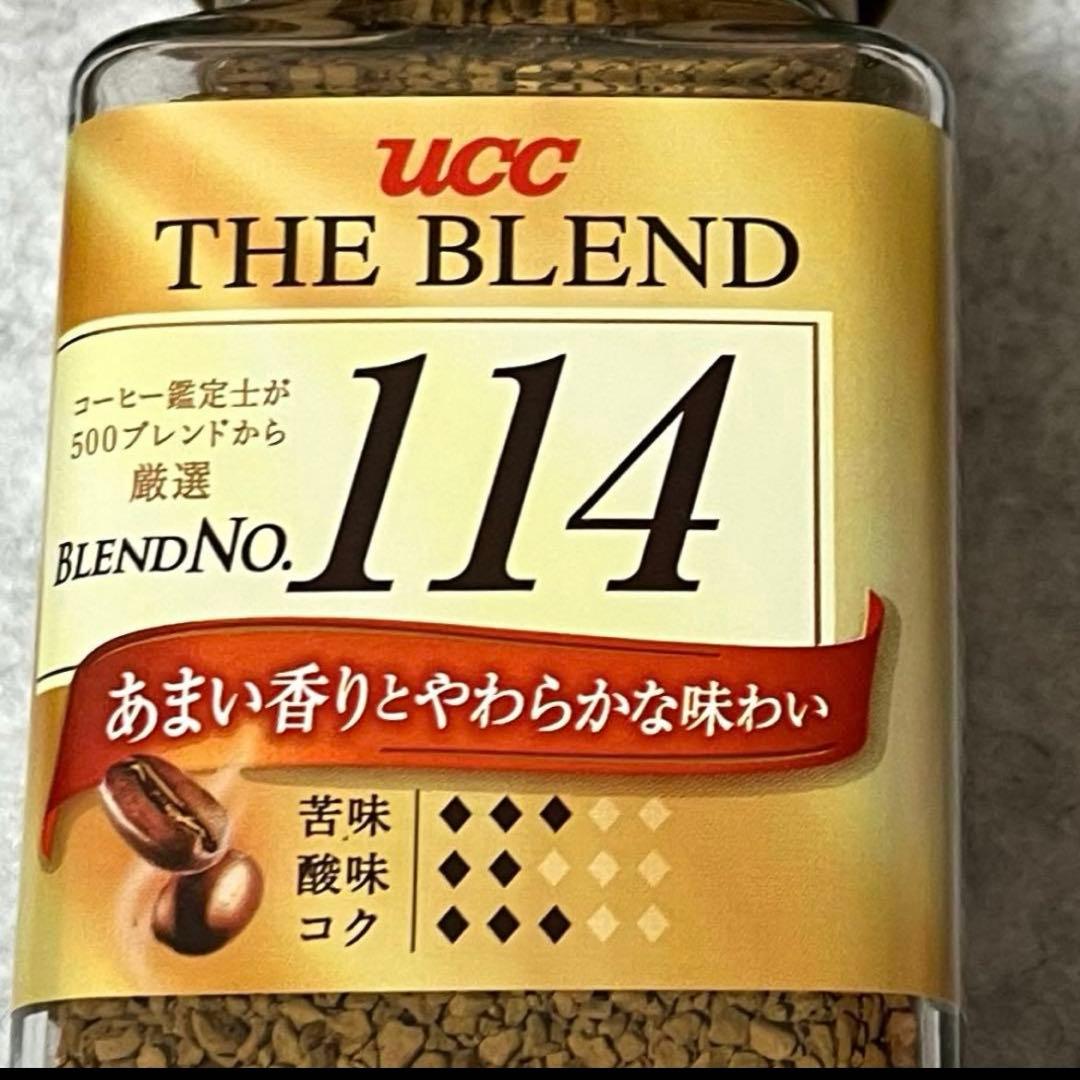 UCC
THE BLEND
コーヒー鑑定士が
500ブレンドから
厳選
BLEND NO. 114
あまい香りとやわらかな味わい
苦味 ◆◆◆◇◇
酸味 ◆◆◇◇◇
コク ◆◆◆◇◇